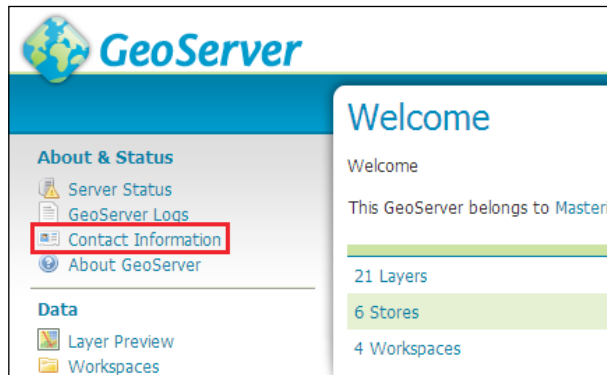 GeoServer
About & Status
Server Status
GeoServer Logs
Contact Information
About GeoServer
Data
Layer Preview
Workspaces
Welcome
Welcome
This GeoServer belongs to
21 Layers
6 Stores
4 Workspaces